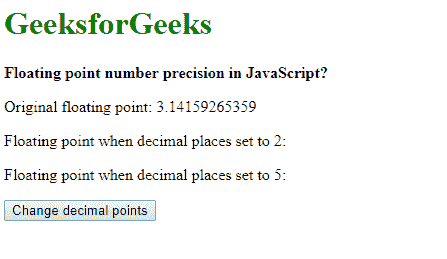 GeeksforGeeks
Floating point number precision in JavaScript?
Original floating point: 3.14159265359
Floating point when decimal places set to 2:
Floating point when decimal places set to 5:
Change decimal points